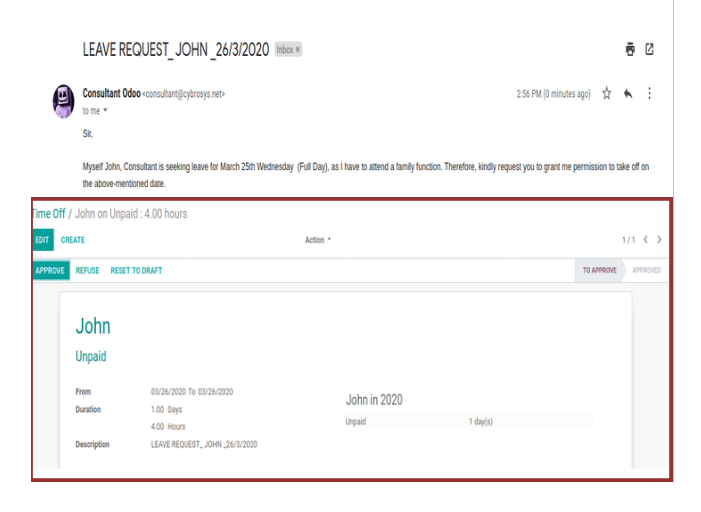 LEAVE REQUEST_ JOHN _26/3/2020 Inbox ×
Consultant Odoo <consultant@cybrosys.net> 2:56 PM (0 minutes ago)
to me
Sir,
Myself John, Consultant is seeking leave for March 25th Wednesday (Full Day), as I have to attend a family function. Therefore, kindly request you to grant me permission to take off on
the above-mentioned date.
Time Off / John on Unpaid : 4.00 hours
EDIT CREATE Action 1 / 1
APPROVE REFUSE RESET TO DRAFT TO APPROVE APPROVED
John
Unpaid
From 03/26/2020 To 03/26/2020
John in 2020
Duration 1.00 Days
Unpaid 1 day(s)
4.00 Hours
Description LEAVE REQUEST_ JOHN _26/3/2020